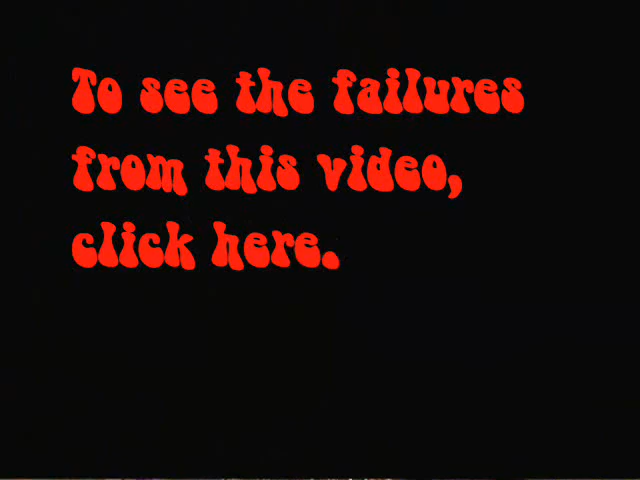 To see the failures
from this video,
click here.